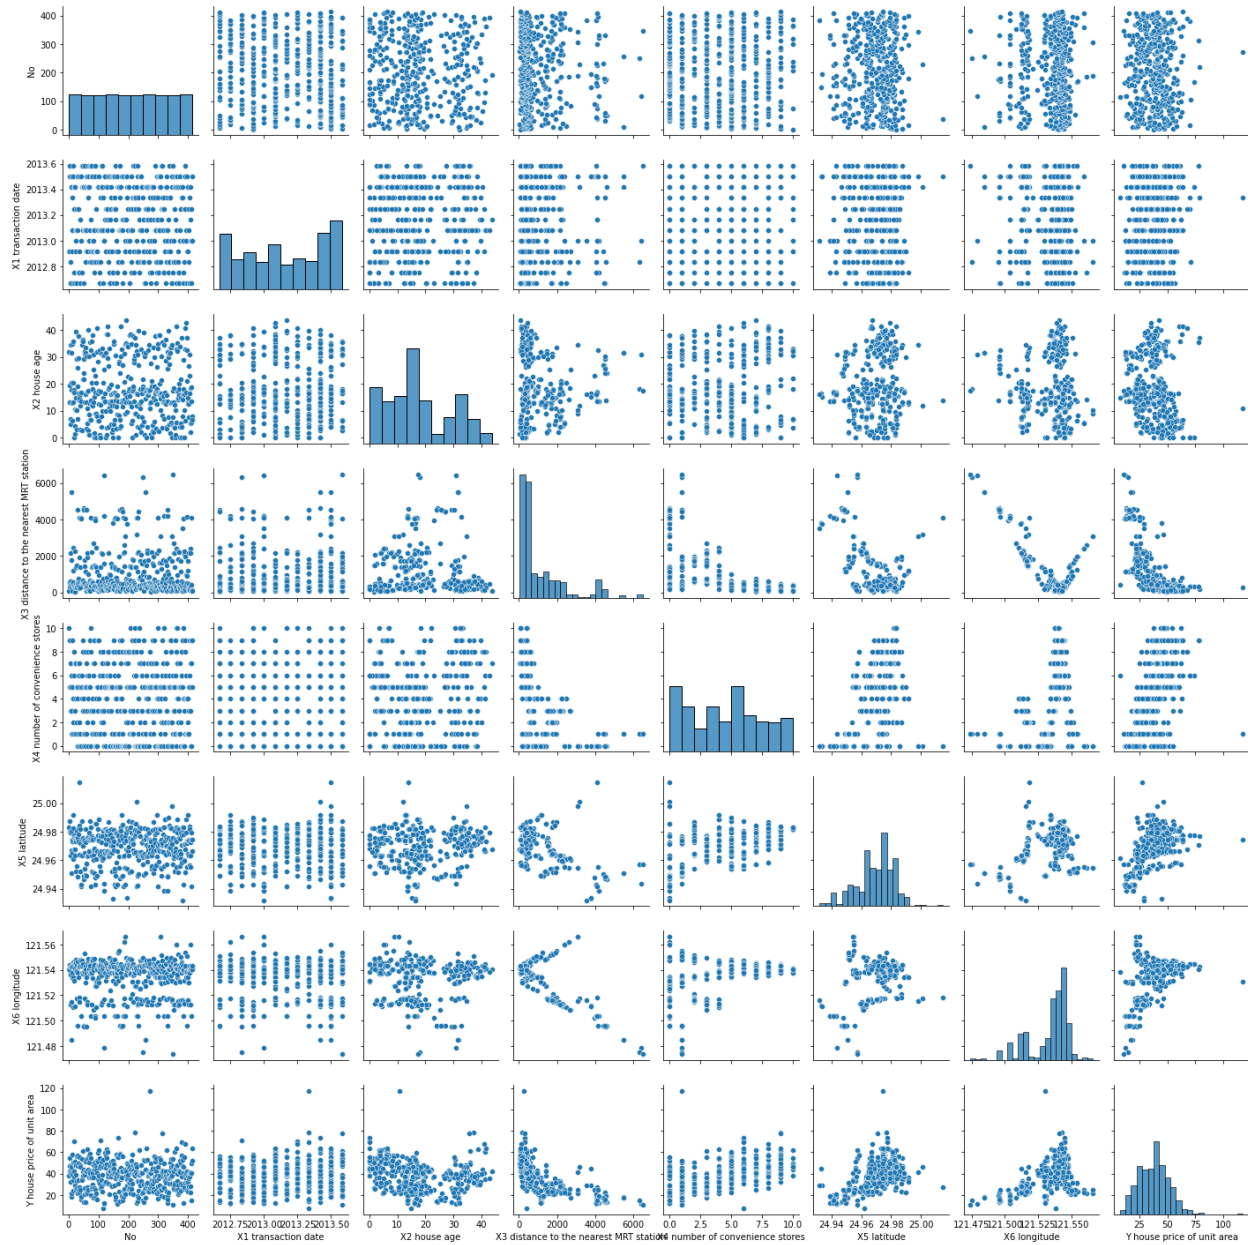 400
300
200
100
0
No
2013.6
2013.4
2013.2
2013.0
2012.8
X1 transaction date
40
30
20
10
0
X2 house age
6000
4000
2000
0
X3 distance to the nearest MRT station
10
8
6
4
2
0
X4 number of convenience stores
25.00
24.98
24.96
24.94
X5 latitude
121.56
121.54
121.52
121.50
121.48
X6 longitude
120
100
80
60
40
20
Y house price of unit area
0 100 200 300 400
No
2012.75 2013.00 2013.25 2013.50
X1 transaction date
0 10 20 30 40
X2 house age
0 2000 4000 6000
X3 distance to the nearest MRT station
0.0 2.5 5.0 7.5 10.0
X4 number of convenience stores
24.94 24.96 24.98 25.00
X5 latitude
121.475 121.500 121.525 121.550
X6 longitude
0 25 50 75 100
Y house price of unit area